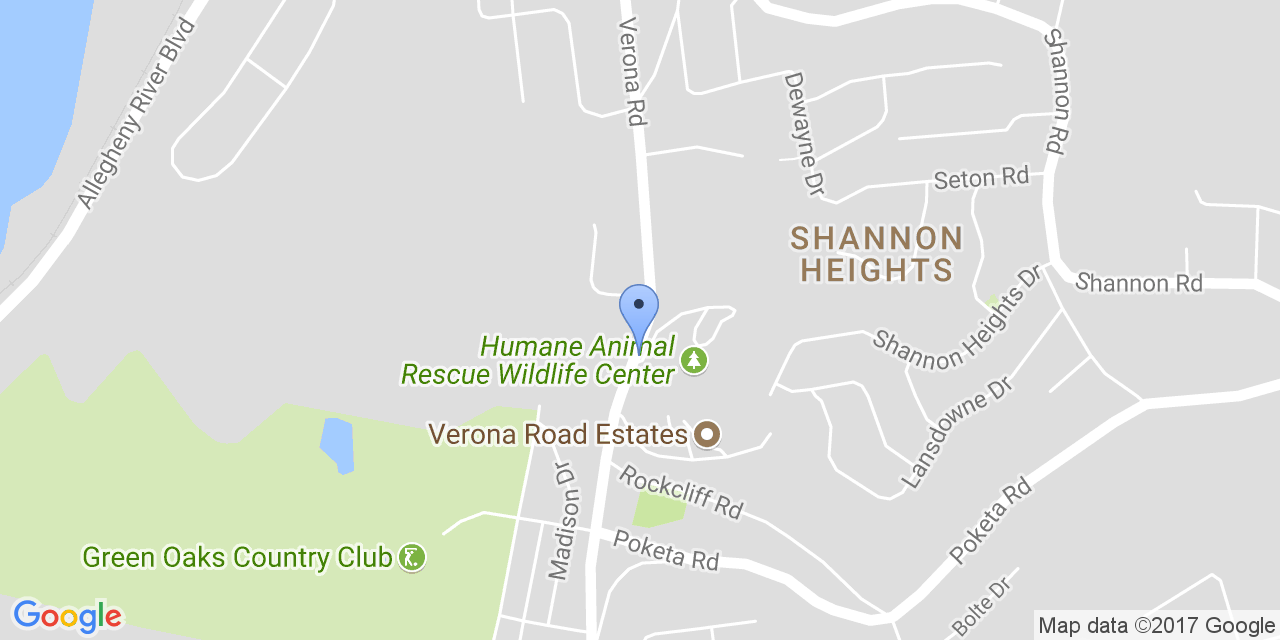 Allegheny River Blvd
Verona Rd
Shannon Rd
Dewayne Dr
Seton Rd
SHANNON
HEIGHTS
Shannon Rd
Shannon Heights Dr
Humane Animal
Rescue Wildlife Center
Lansdowne Dr
Verona Road Estates
Madison Dr
Rockcliff Rd
Poketa Rd
Poketa Rd
Green Oaks Country Club
Bolte Dr
Google
Map data ©2017 Google